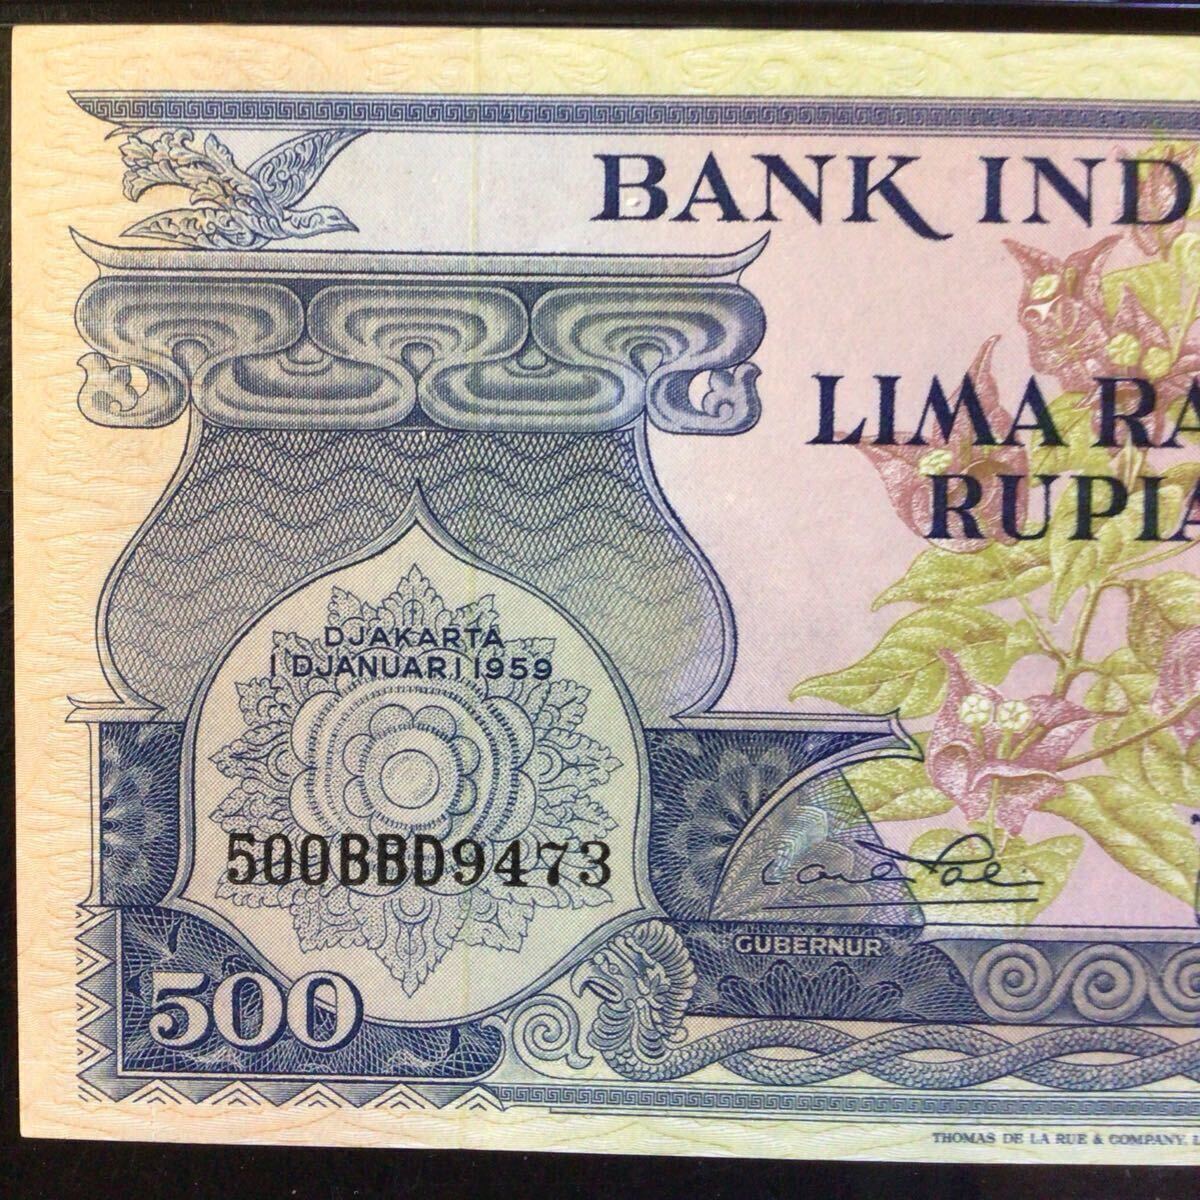 BANK IND
LIMA RA
RUPIA
DJAKARTA
1 DJANUARI 1959
500BBD9473
GUBERNUR
500
THOMAS DE LA RUE & COMPANY, L